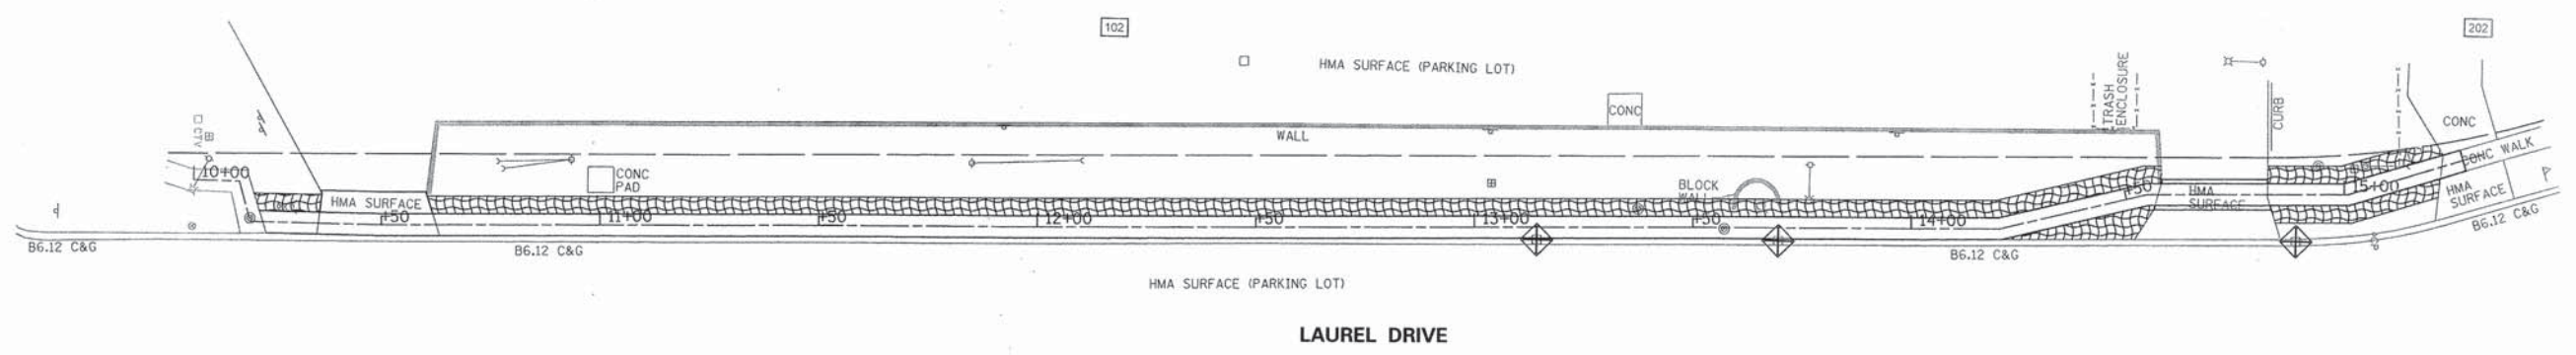 102
202
HMA SURFACE (PARKING LOT)
CTV
CONC
TRASH
ENCLOSURE
CURB
CONC
WALL
10+00
CONC
PAD
BLOCK
WALL
CONC WALK
HMA SURFACE
+50
11+00
+50
12+00
+50
13+00
+50
14+00
+50
HMA
SURFACE
15+00
HMA
SURFACE
B6.12 C&G
B6.12 C&G
B6.12 C&G
B6.12 C&G
HMA SURFACE (PARKING LOT)
LAUREL DRIVE